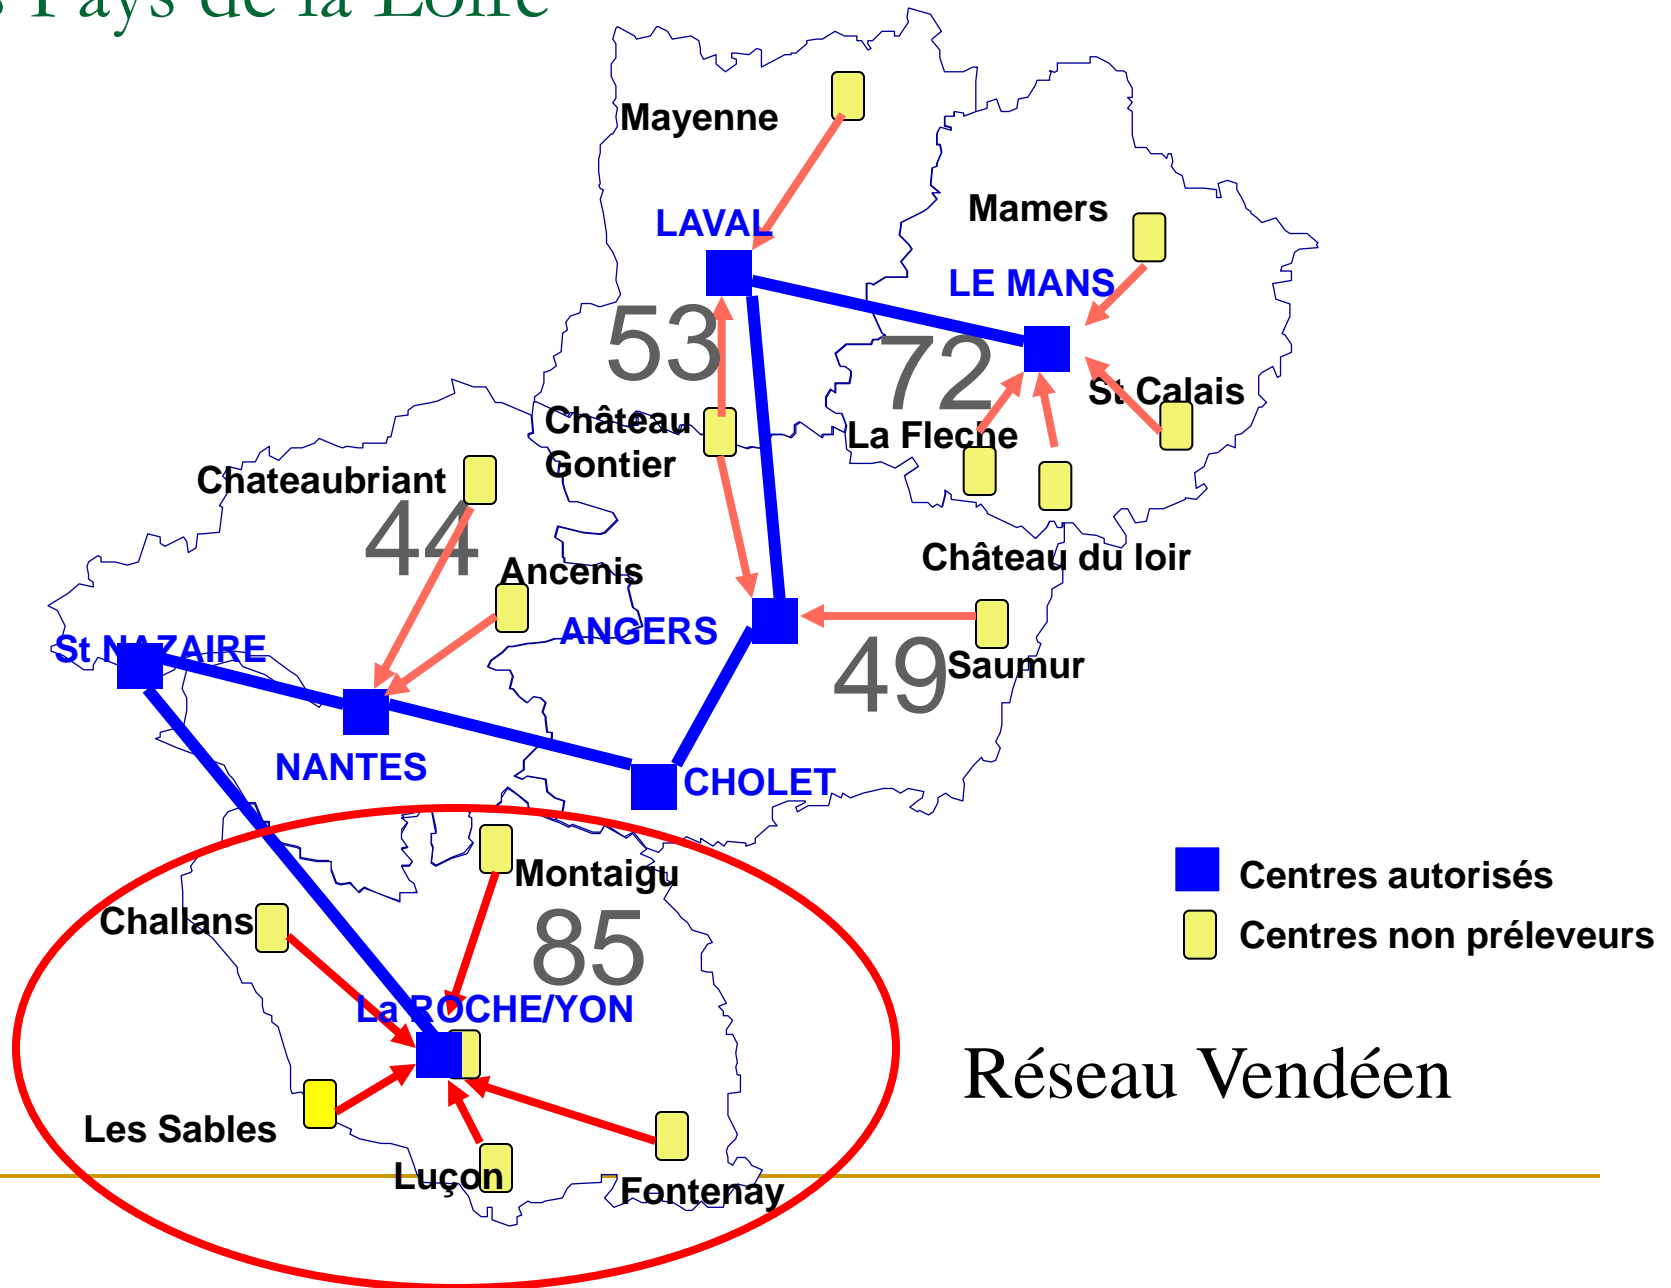 s Pays de la Loire
Mayenne
LAVAL
Mamers
LE MANS
53
72
St Calais
Château
Gontier
La Fleche
Chateaubriant
44
Ancenis
Château du loir
ANGERS
St NAZAIRE
49
Saumur
NANTES
CHOLET
Montaigu
Challans
85
La ROCHE/YON
Les Sables
Luçon
Fontenay
Centres autorisés
Centres non préleveurs
Réseau Vendéen